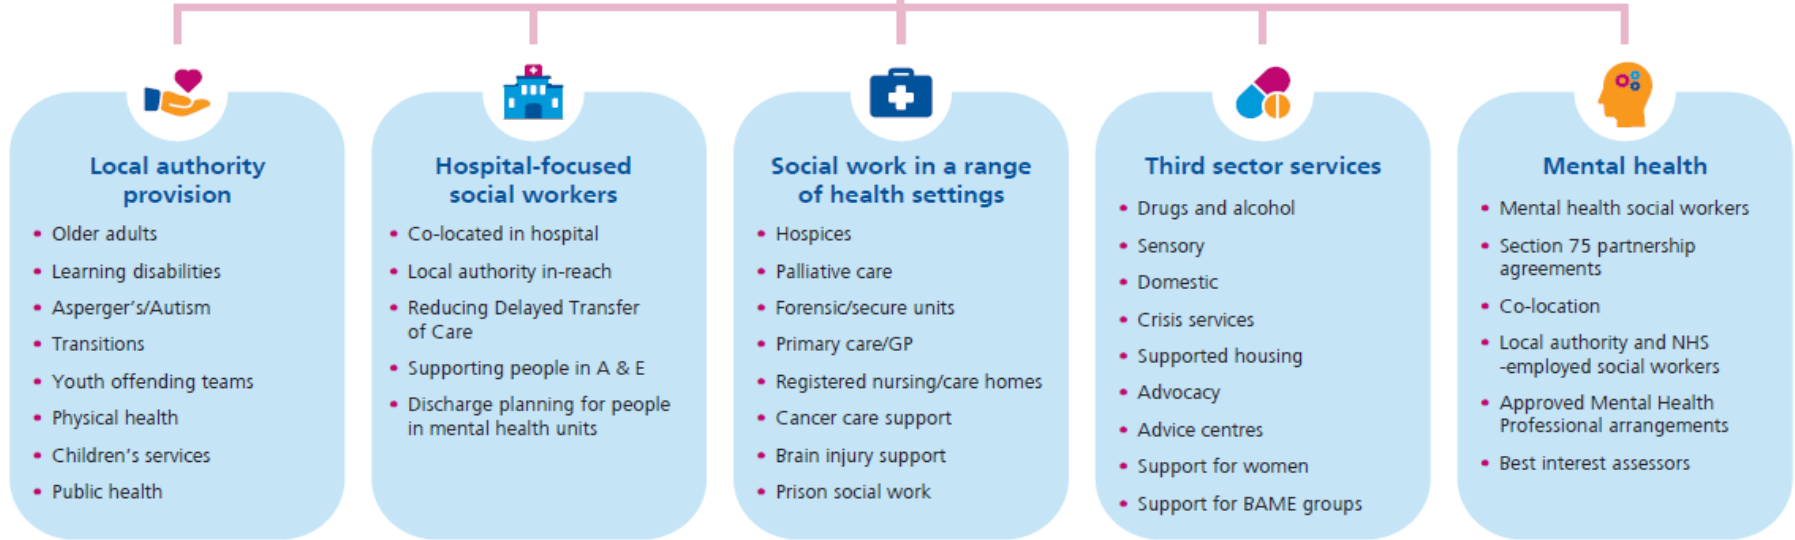 Local authority
provision
• Older adults
• Learning disabilities
• Asperger's/Autism
• Transitions
• Youth offending teams
• Physical health
• Children's services
• Public health
Hospital-focused
social workers
• Co-located in hospital
• Local authority in-reach
• Reducing Delayed Transfer
of Care
• Supporting people in A & E
• Discharge planning for people
in mental health units
Social work in a range
of health settings
• Hospices
• Palliative care
• Forensic/secure units
• Primary care/GP
• Registered nursing/care homes
• Cancer care support
• Brain injury support
• Prison social work
Third sector services
• Drugs and alcohol
• Sensory
• Domestic
• Crisis services
• Supported housing
• Advocacy
• Advice centres
• Support for women
• Support for BAME groups
Mental health
• Mental health social workers
• Section 75 partnership
agreements
• Co-location
• Local authority and NHS
-employed social workers
• Approved Mental Health
Professional arrangements
• Best interest assessors